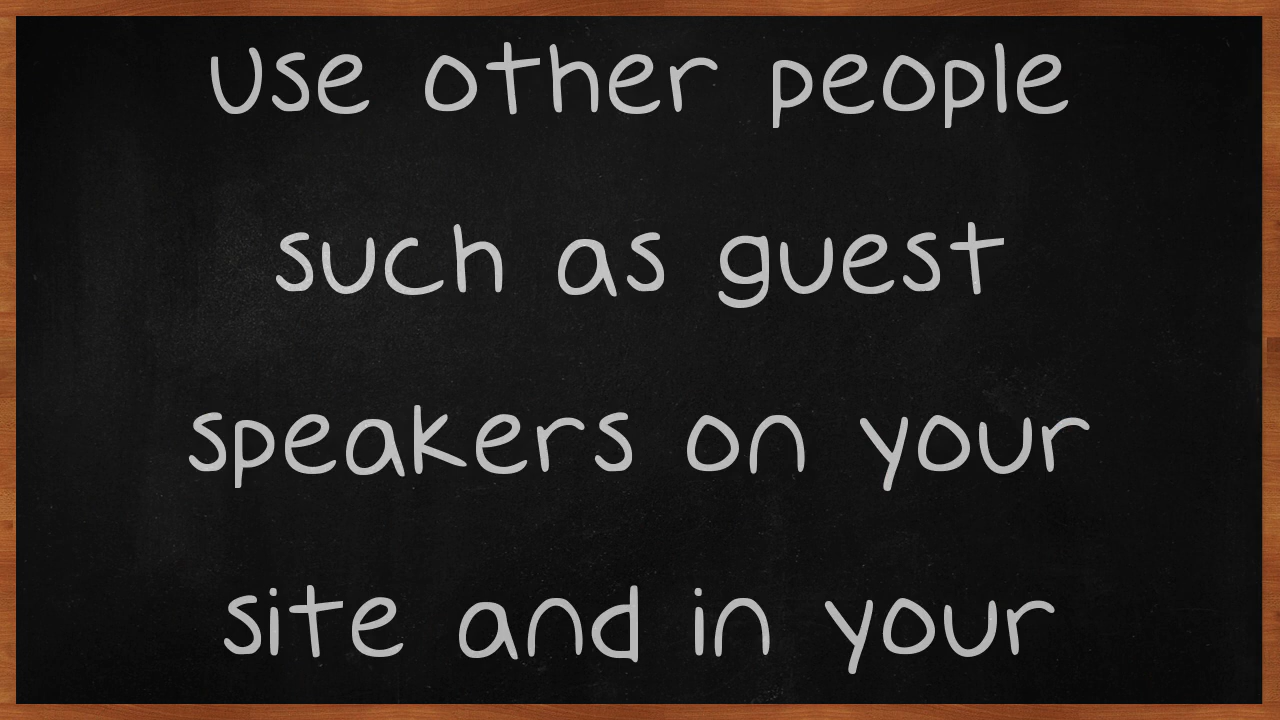 Use other people
such as guest
speakers on your
site and in your